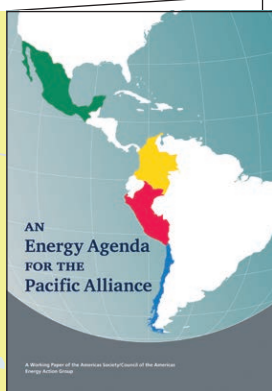 AN
Energy Agenda
FOR THE
Pacific Alliance
A Working Paper of the Americas Society/Council of the Americas
Energy Action Group